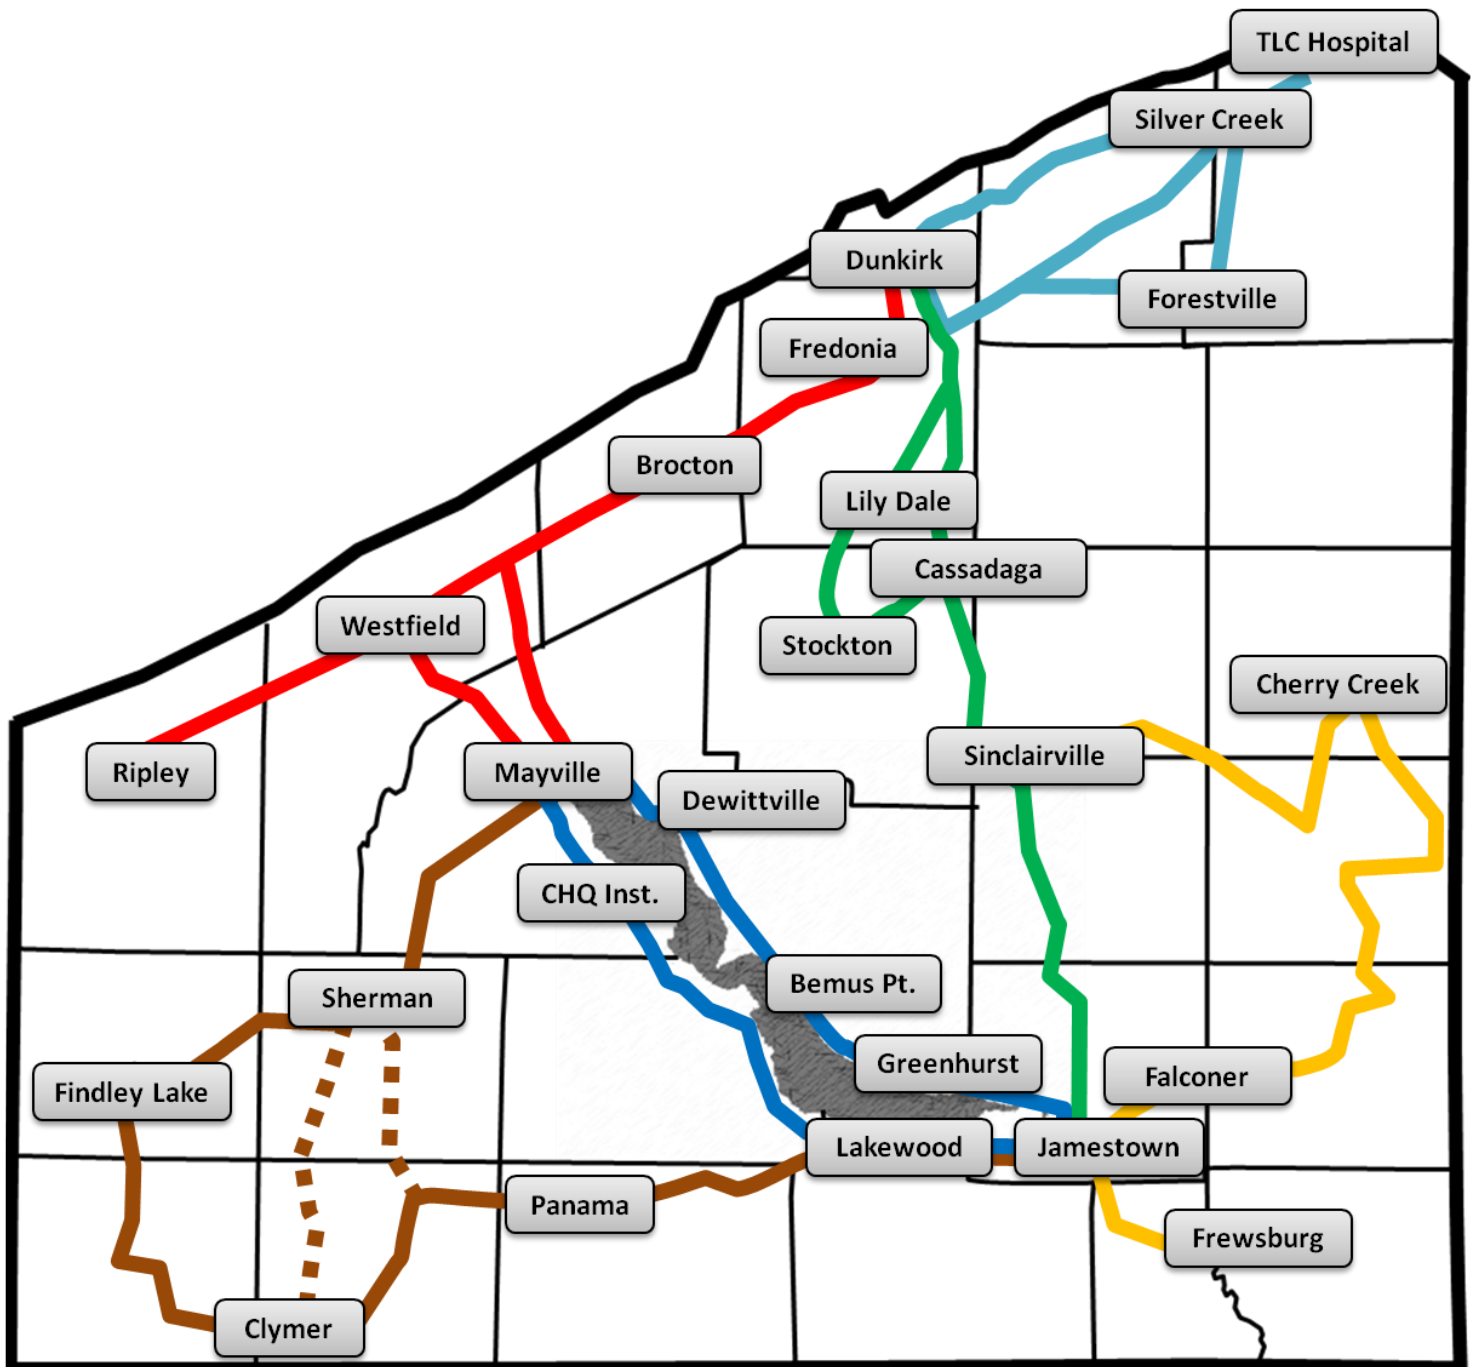 TLC Hospital
Silver Creek
Dunkirk
Forestville
Fredonia
Brocton
Lily Dale
Cassadaga
Westfield
Stockton
Cherry Creek
Sinclairville
Ripley
Mayville
Dewittville
CHQ Inst.
Bemus Pt.
Sherman
Greenhurst
Falconer
Findley Lake
Lakewood
Jamestown
Panama
Frewsburg
Clymer